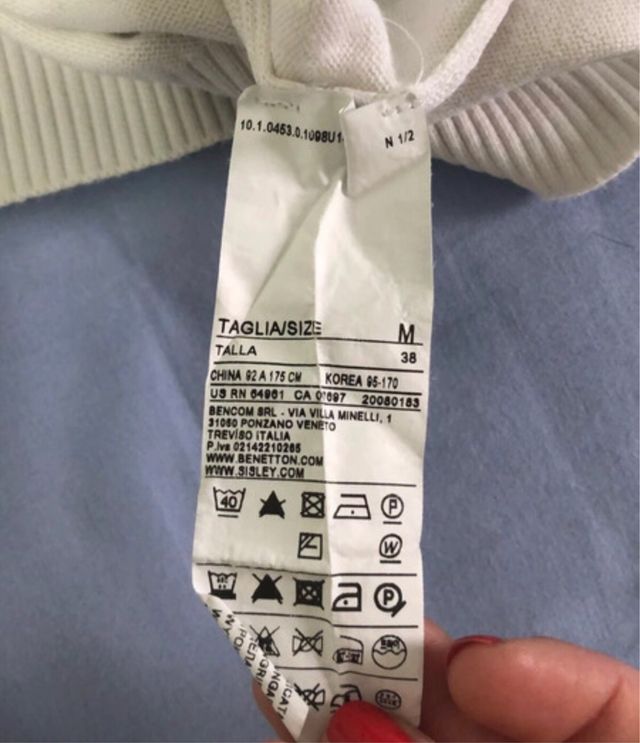 10.1.0453.0.1098U1
N 1/2
TAGLIA/SIZE M
TALLA 38
CHINA 92 A 175 CM KOREA 95-170
US RN 64961 CA 20080183
BENCOM SRL - VIA VILLA MINELLI, 1
31050 PONZANO VENETO
TREVISO ITALIA
P.Iva 02142210265
WWW.BENETTON.COM
WWW.SISLEY.COM
40 P
W
P